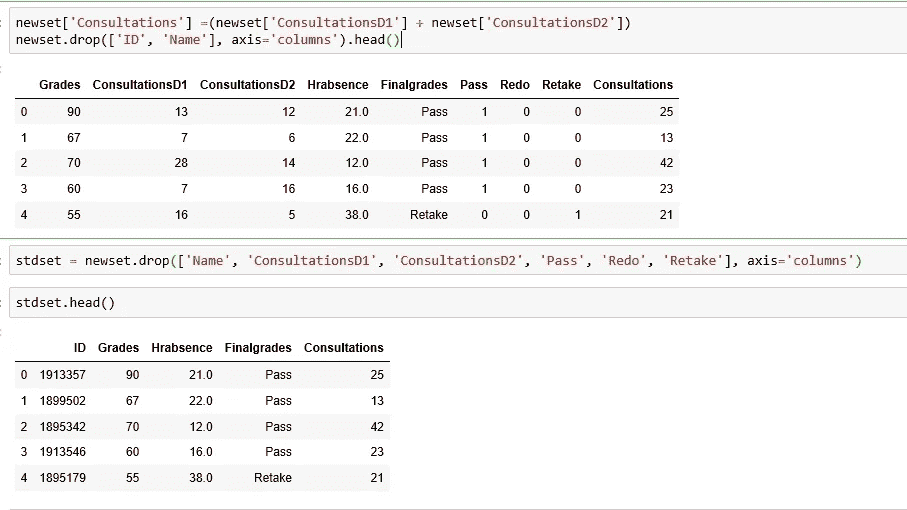 newset['Consultations'] =(newset['ConsultationsD1'] + newset['ConsultationsD2'])
newset.drop(['ID', 'Name'], axis='columns').head()
Grades ConsultationsD1 ConsultationsD2 Hrabsence Finalgrades Pass Redo Retake Consultations
0 90 13 12 21.0 Pass 1 0 0 25
1 67 7 6 22.0 Pass 1 0 0 13
2 70 28 14 12.0 Pass 1 0 0 42
3 60 7 16 16.0 Pass 1 0 0 23
4 55 16 5 38.0 Retake 0 0 1 21
stdset = newset.drop(['Name', 'ConsultationsD1', 'ConsultationsD2', 'Pass', 'Redo', 'Retake'], axis='columns')
stdset.head()
ID Grades Hrabsence Finalgrades Consultations
0 1913357 90 21.0 Pass 25
1 1899502 67 22.0 Pass 13
2 1895342 70 12.0 Pass 42
3 1913546 60 16.0 Pass 23
4 1895179 55 38.0 Retake 21